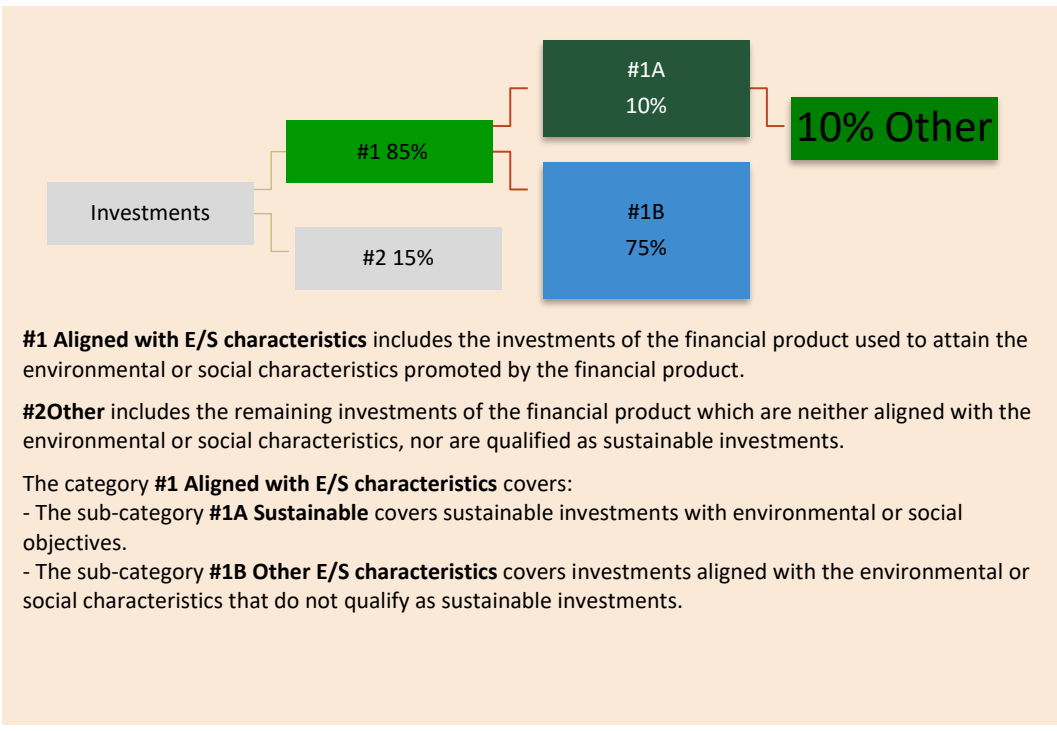 #1A
10%
10% Other
#1 85%
Investments
#1B
75%
#2 15%
#1 Aligned with E/S characteristics includes the investments of the financial product used to attain the
environmental or social characteristics promoted by the financial product.
#2Other includes the remaining investments of the financial product which are neither aligned with the
environmental or social characteristics, nor are qualified as sustainable investments.
The category #1 Aligned with E/S characteristics covers:
- The sub-category #1A Sustainable covers sustainable investments with environmental or social
objectives.
- The sub-category #1B Other E/S characteristics covers investments aligned with the environmental or
social characteristics that do not qualify as sustainable investments.